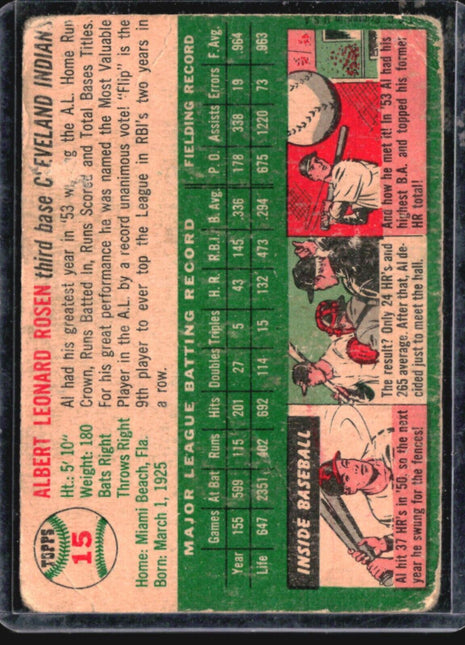 TOPPS
15
ALBERT LEONARD ROSEN third base CLEVELAND INDIANS
Ht.: 5' 10"
Weight: 180
Bats Right
Throws Right
Home: Miami Beach, Fla.
Born: March 1, 1925
Al had his greatest year in '53 the A.L. Home Run
Crown, Runs Batted In, Runs Scored and Total Bases Titles.
For his great performance he was named the Most Valuable
Player in the A.L. by a record unanimous vote! "Flip" is the
9th player to ever top the League in RBI's two years in
a row.
MAJOR LEAGUE BATTING RECORD FIELDING RECORD
Games At Bat Runs Hits Doubles Triples H. R. R.B.I. B. Avg. P. O. Assists Errors F. Avg.
Year 155 599 115 201 27 5 43 145 .336 178 338 19 .964
Life 647 2351 402 692 114 15 132 473 .294 675 1220 73 .963
INSIDE BASEBALL
Al hit 37 HR's in '50, so the next
year he swung for the fences!
The result? Only 24 HR's and
265 average. After that, Al de-
cided just to meet the ball.
And how he met it! In '53 Al had his
highest B.A. and topped his former
HR total!
U.S.A.